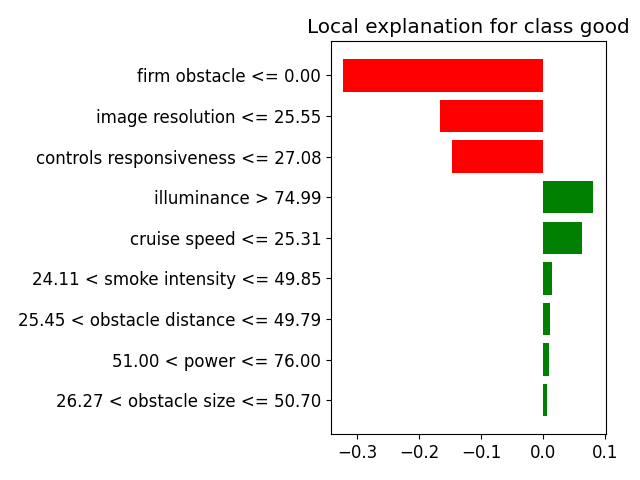 Local explanation for class good
firm obstacle <= 0.00
image resolution <= 25.55
controls responsiveness <= 27.08
illuminance > 74.99
cruise speed <= 25.31
24.11 < smoke intensity <= 49.85
25.45 < obstacle distance <= 49.79
51.00 < power <= 76.00
26.27 < obstacle size <= 50.70
−0.3 −0.2 −0.1 0.0 0.1